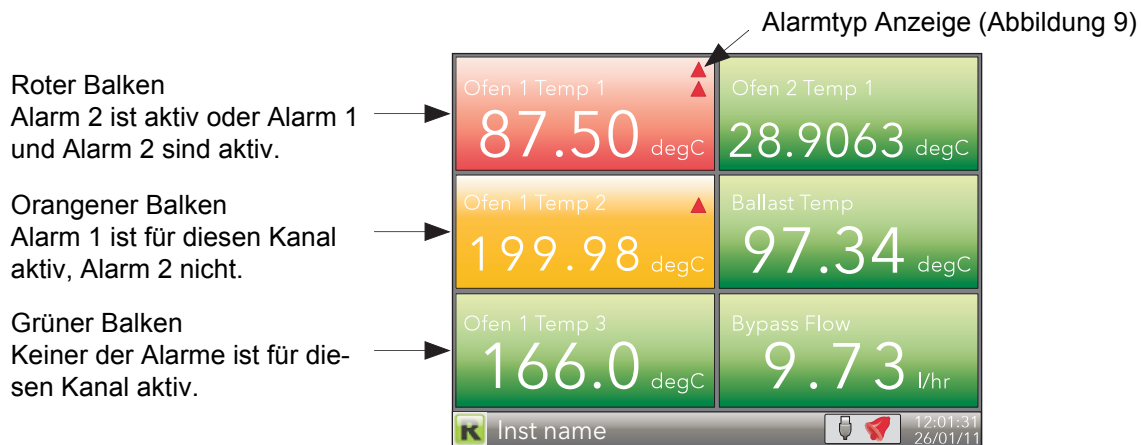 Alarmtyp Anzeige (Abbildung 9)
Roter Balken
Alarm 2 ist aktiv oder Alarm 1
und Alarm 2 sind aktiv.
Orangener Balken
Alarm 1 ist für diesen Kanal
aktiv, Alarm 2 nicht.
Grüner Balken
Keiner der Alarme ist für die-
sen Kanal aktiv.
Ofen 1 Temp 1
87.50 degC
Ofen 2 Temp 1
28.9063 degC
Ofen 1 Temp 2
199.98 degC
Ballast Temp
97.34 degC
Ofen 1 Temp 3
166.0 degC
Bypass Flow
9.73 l/hr
R Inst name
12:01:31
26/01/11